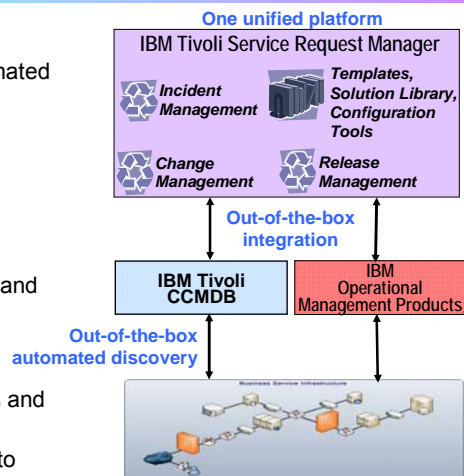 One unified platform
IBM Tivoli Service Request Manager
nated
Incident
Management
Templates,
Solution Library,
Configuration
Tools
Change
Management
Release
Management
Out-of-the-box
integration
and
IBM Tivoli
CCMDB
IBM
Operational
Management Products
Out-of-the-box
automated discovery
Business Service Infrastructure
and
to